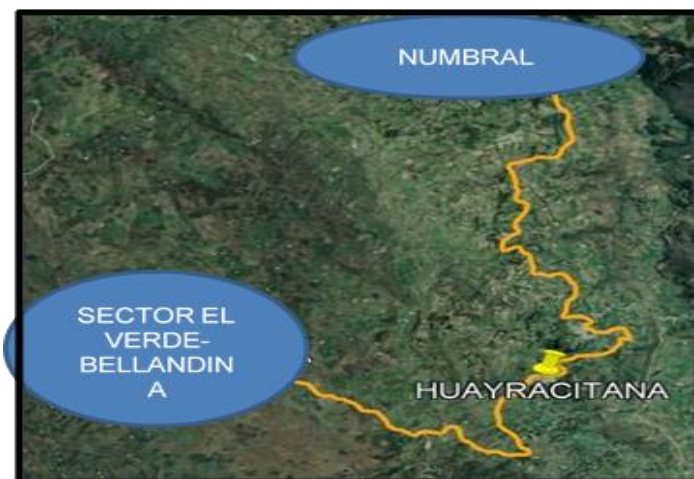 NUMBRAL
SECTOR EL
VERDE-
BELLANDIN
A
HUAYRACITANA